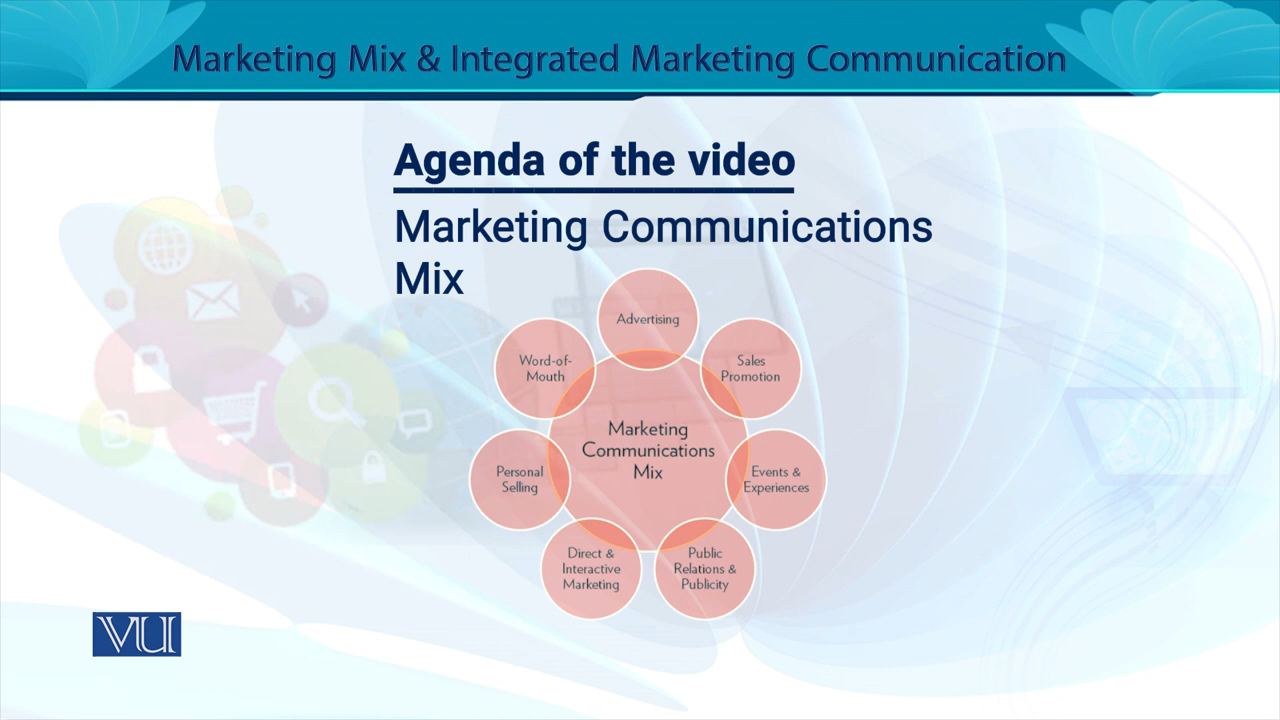 Marketing Mix & Integrated Marketing Communication
Agenda of the video
Marketing Communications
Mix
Advertising
Sales
Promotion
Events &
Experiences
Public
Relations &
Publicity
Direct &
Interactive
Marketing
Personal
Selling
Word-of-
Mouth
Marketing
Communications
Mix
VU